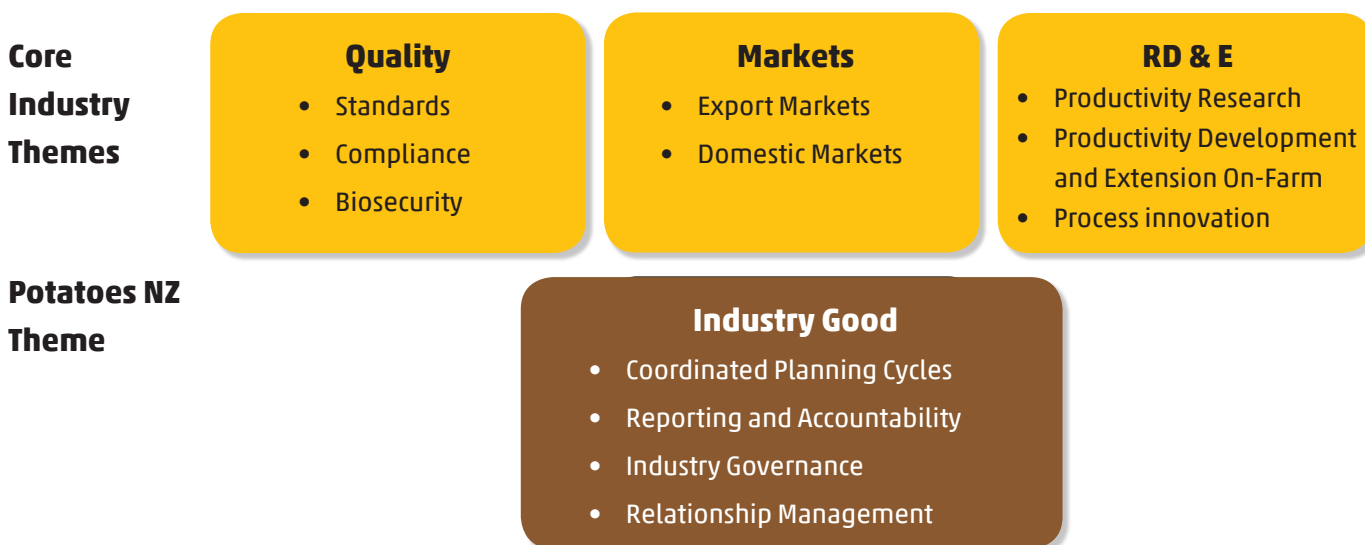 Core
Industry
Themes
Quality
• Standards
• Compliance
• Biosecurity
Markets
• Export Markets
• Domestic Markets
RD & E
• Productivity Research
• Productivity Development
and Extension On-Farm
• Process innovation
Potatoes NZ
Theme
Industry Good
• Coordinated Planning Cycles
• Reporting and Accountability
• Industry Governance
• Relationship Management